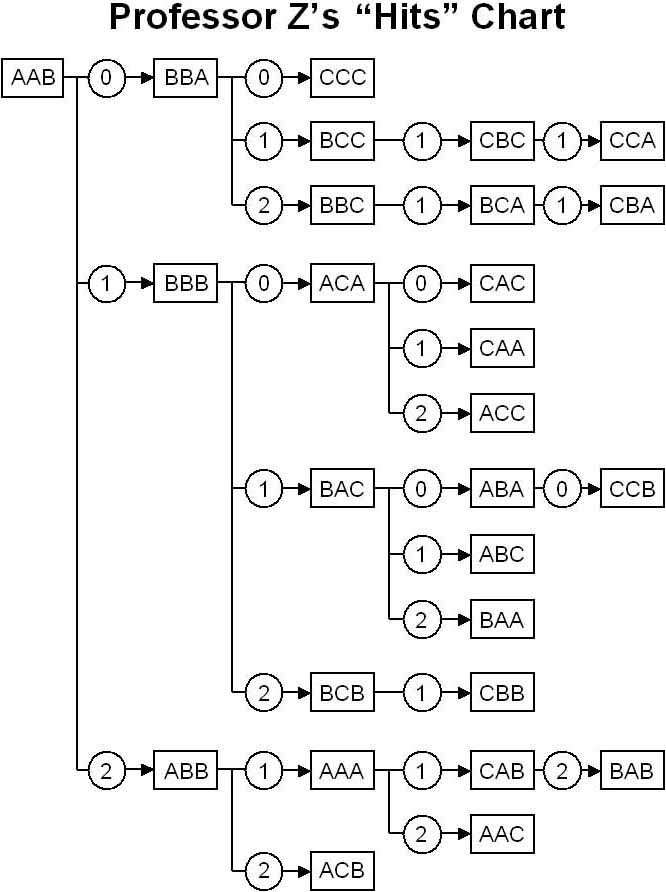 Professor Z's “Hits” Chart
AAB 0 BBA 0 CCC
1 BCC 1 CBC 1 CCA
2 BBC 1 BCA 1 CBA
1 BBB 0 ACA 0 CAC
1 CAA
2 ACC
1 BAC 0 ABA 0 CCB
1 ABC
2 BAA
2 BCB 1 CBB
2 ABB 1 AAA 1 CAB 2 BAB
2 AAC
2 ACB